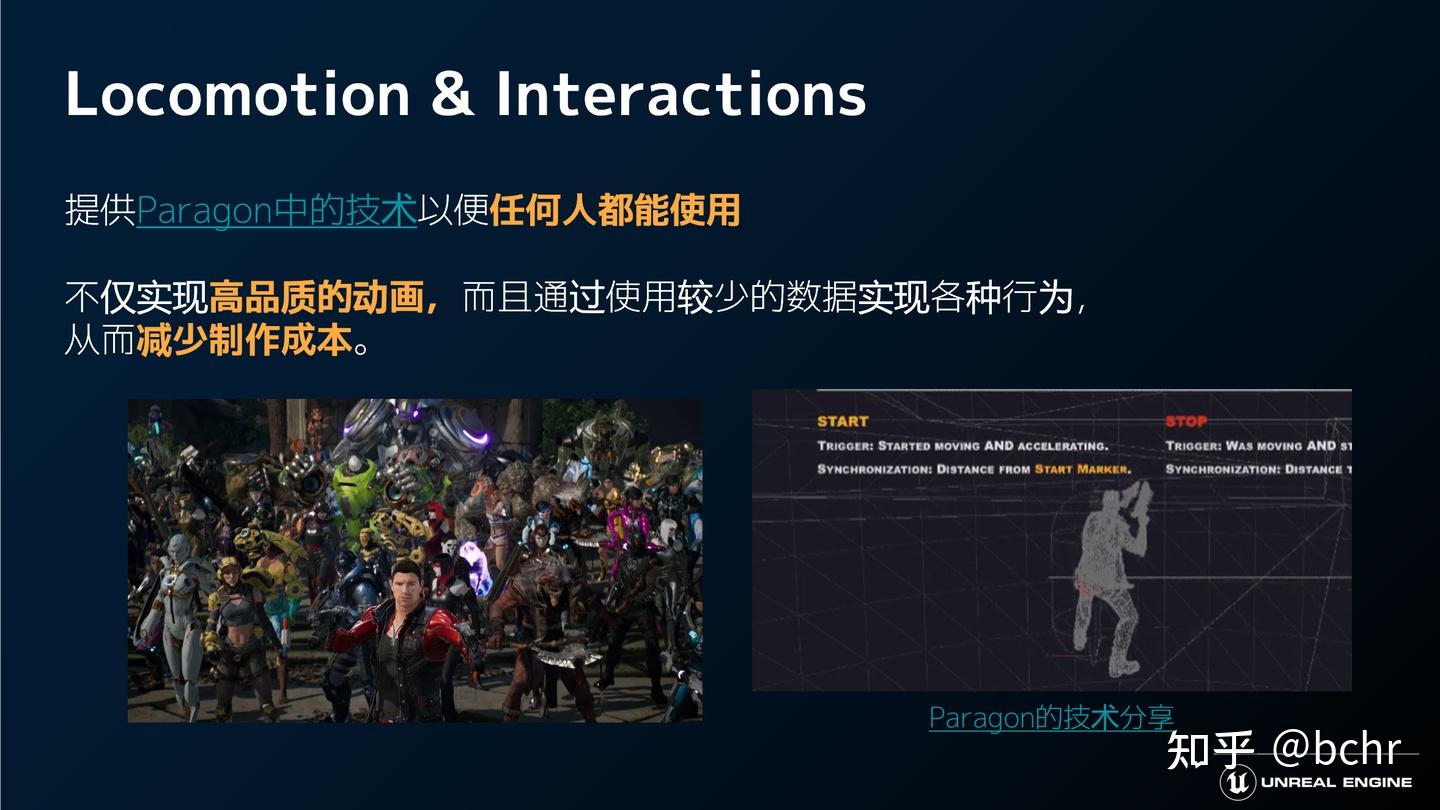 Locomotion & Interactions
提供Paragon中的技术以便任何人都能使用
不仅实现高品质的动画，而且通过使用较少的数据实现各种行为，
从而减少制作成本。
START
TRIGGER: STARTED MOVING AND ACCELERATING.
SYNCHRONIZATION: DISTANCE FROM START MARKER.
STOP
TRIGGER: WAS MOVING AND ST
SYNCHRONIZATION: DISTANCE T
Paragon的技术分享
知乎 @bchr
UNREAL ENGINE